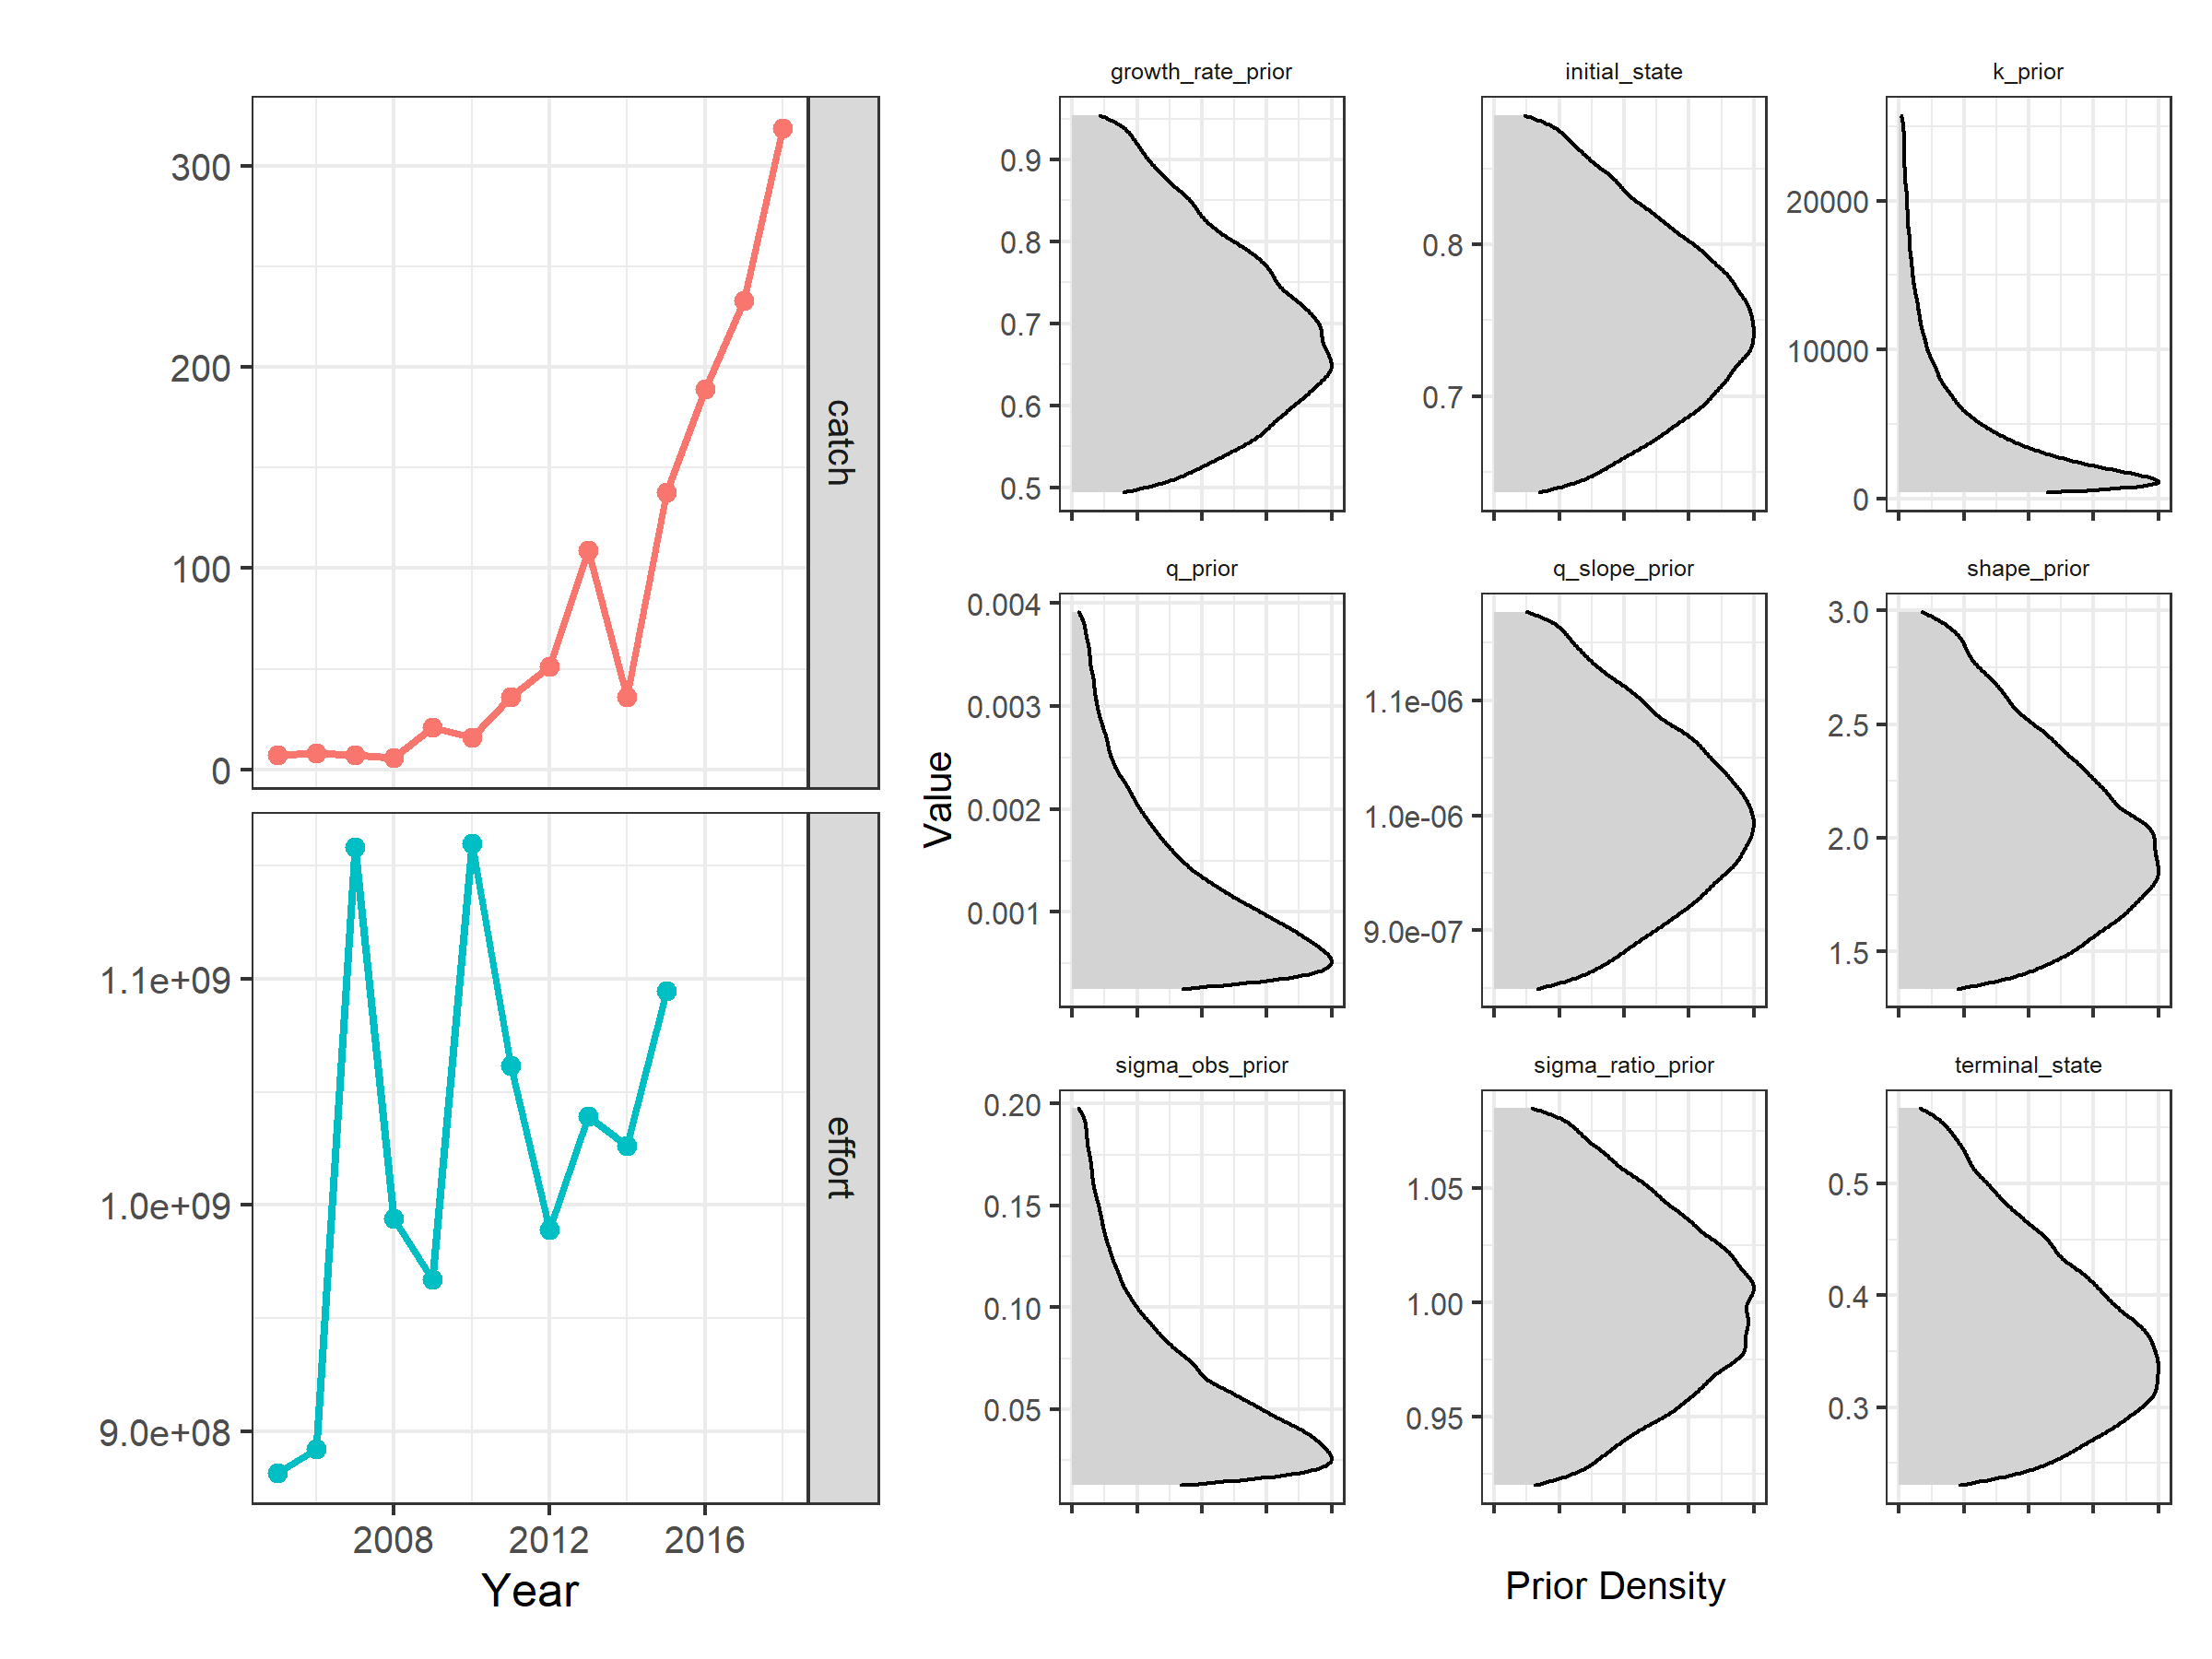 300
200
100
0
catch
1.1e+09
1.0e+09
9.0e+08
effort
2008 2012 2016
Year
growth_rate_prior
0.9
0.8
0.7
0.6
0.5
initial_state
0.8
0.7
k_prior
20000
10000
0
Value
q_prior
0.004
0.003
0.002
0.001
q_slope_prior
1.1e-06
1.0e-06
9.0e-07
shape_prior
3.0
2.5
2.0
1.5
sigma_obs_prior
0.20
0.15
0.10
0.05
sigma_ratio_prior
1.05
1.00
0.95
terminal_state
0.5
0.4
0.3
Prior Density